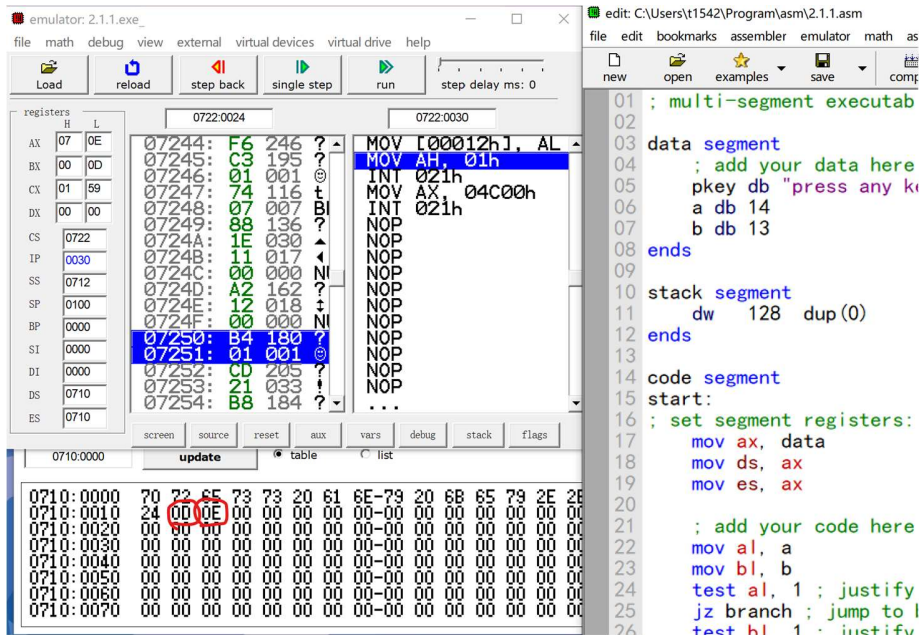 emulator: 2.1.1.exe_
file math debug view external virtual devices virtual drive help
Load reload step back single step run step delay ms: 0
registers
H L
0722:0024 0722:0030
AX 07 0E
BX 00 0D
CX 01 59
DX 00 00
CS 0722
IP 0030
SS 0712
SP 0100
BP 0000
SI 0000
DI 0000
DS 0710
ES 0710
07244: F6 246 ?
07245: C3 195 ?
07246: 01 001 ☺
07247: 74 116 t
07248: 07 007
07249: 88 136 ?
0724A: 1E 030 ▲
0724B: 11 017 ◄
0724C: 00 000
0724D: A2 162 ?
0724E: 12 018 ↕
0724F: 00 000
07250: B4 180 ?
07251: 01 001 ☺
07252: CD 205 ?
07253: 21 033 !
07254: B8 184 ?
MOV [00012h], AL
MOV AH, 01h
INT 021h
MOV AX, 04C00h
INT 021h
NOP
NOP
NOP
NOP
NOP
NOP
NOP
NOP
NOP
NOP
NOP
...
screen source reset aux vars debug stack flags
0710:0000 update table list
0710:0000 70 72 65 73 73 20 61 6E-79 20 6B 65 79 2E
0710:0010 24 0D 0E 00 00 00 00 00-00 00 00 00 00 00
0710:0020 00 00 00 00 00 00 00 00-00 00 00 00 00 00
0710:0030 00 00 00 00 00 00 00 00-00 00 00 00 00 00
0710:0040 00 00 00 00 00 00 00 00-00 00 00 00 00 00
0710:0050 00 00 00 00 00 00 00 00-00 00 00 00 00 00
0710:0060 00 00 00 00 00 00 00 00-00 00 00 00 00 00
0710:0070 00 00 00 00 00 00 00 00-00 00 00 00 00 00
edit: C:\Users\t1542\Program\asm\2.1.1.asm
file edit bookmarks assembler emulator math
new open examples save
01 ; multi-segment
02
03 data segment
04 ; add your data here
05 pkey db "press any
06 a db 14
07 b db 13
08 ends
09
10 stack segment
11 dw 128 dup(0)
12 ends
13
14 code segment
15 start:
16 ; set segment registers:
17 mov ax, data
18 mov ds, ax
19 mov es, ax
20
21 ; add your code here
22 mov al, a
23 mov bl, b
24 test al, 1 ; justify
25 jz branch ; jump to
26 test bl, 1 ; justify